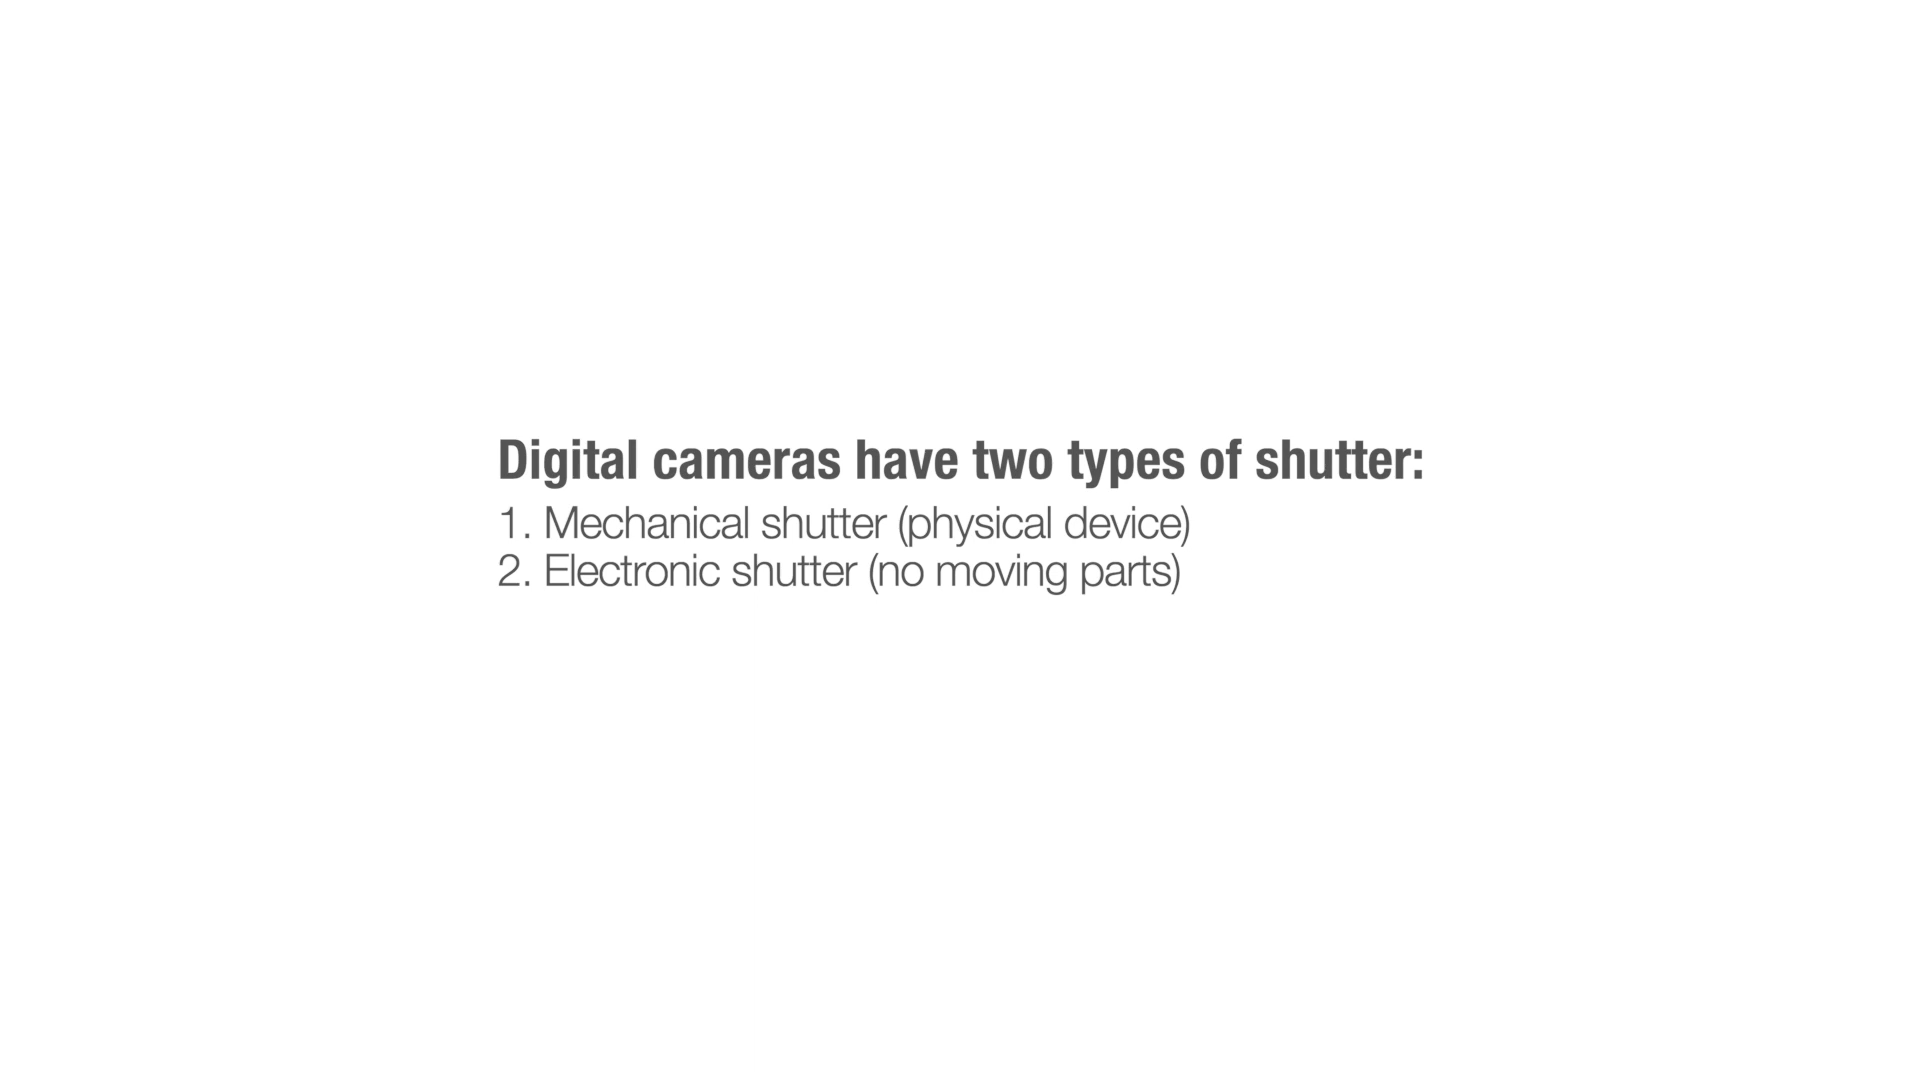 Digital cameras have two types of shutter:
1. Mechanical shutter (physical device)
2. Electronic shutter (no moving parts)